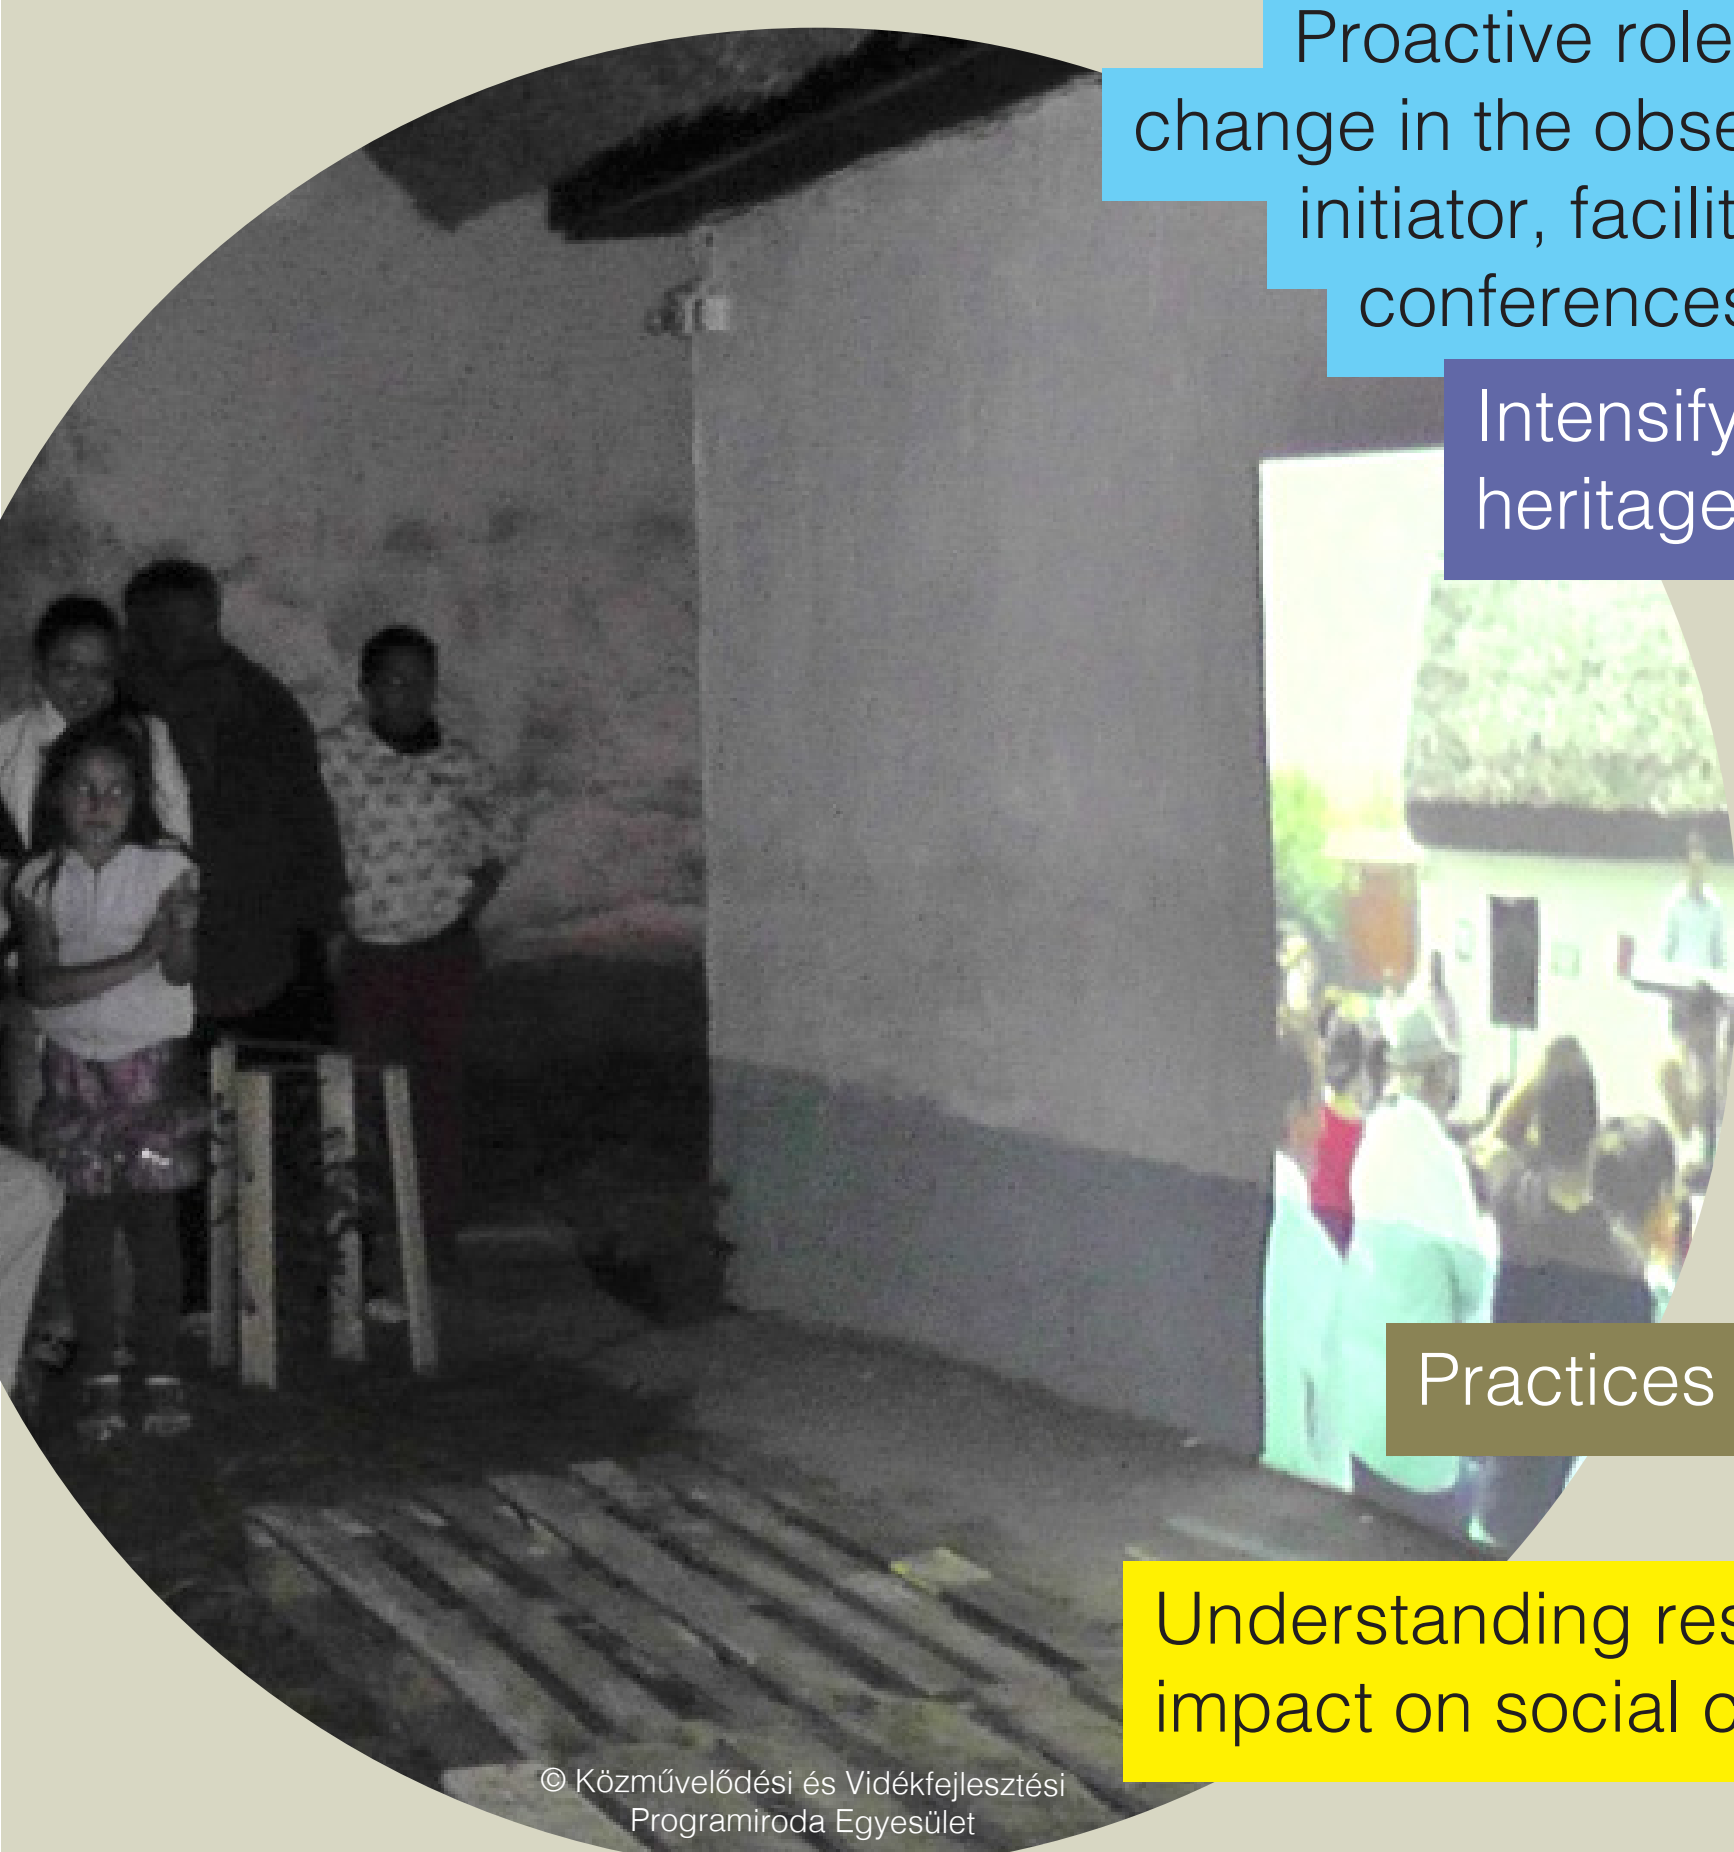 Proactive role
change in the obse
initiator, facilit
conferences
Intensify
heritage
Practices
Understanding res
impact on social c
© Közművelődési és Vidékfejlesztési
Programiroda Egyesület